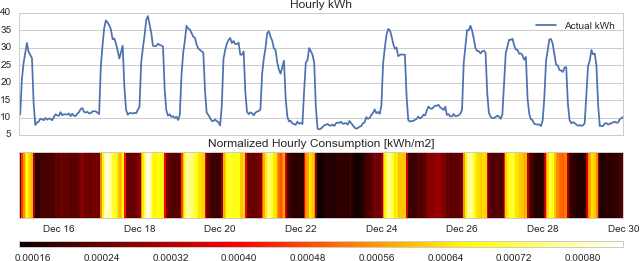 Hourly kWh
40
35
30
25
20
15
10
5
Actual kWh
Normalized Hourly Consumption [kWh/m2]
Dec 16 Dec 18 Dec 20 Dec 22 Dec 24 Dec 26 Dec 28 Dec 30
0.00016 0.00024 0.00032 0.00040 0.00048 0.00056 0.00064 0.00072 0.00080